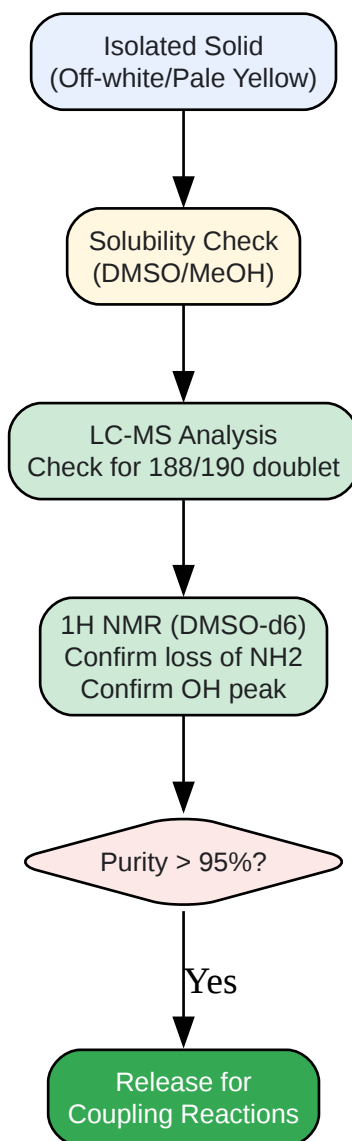 Isolated Solid
(Off-white/Pale Yellow)
Solubility Check
(DMSO/MeOH)
LC-MS Analysis
Check for 188/190 doublet
1H NMR (DMSO-d6)
Confirm loss of NH2
Confirm OH peak
Purity > 95%?
Yes
Release for
Coupling Reactions